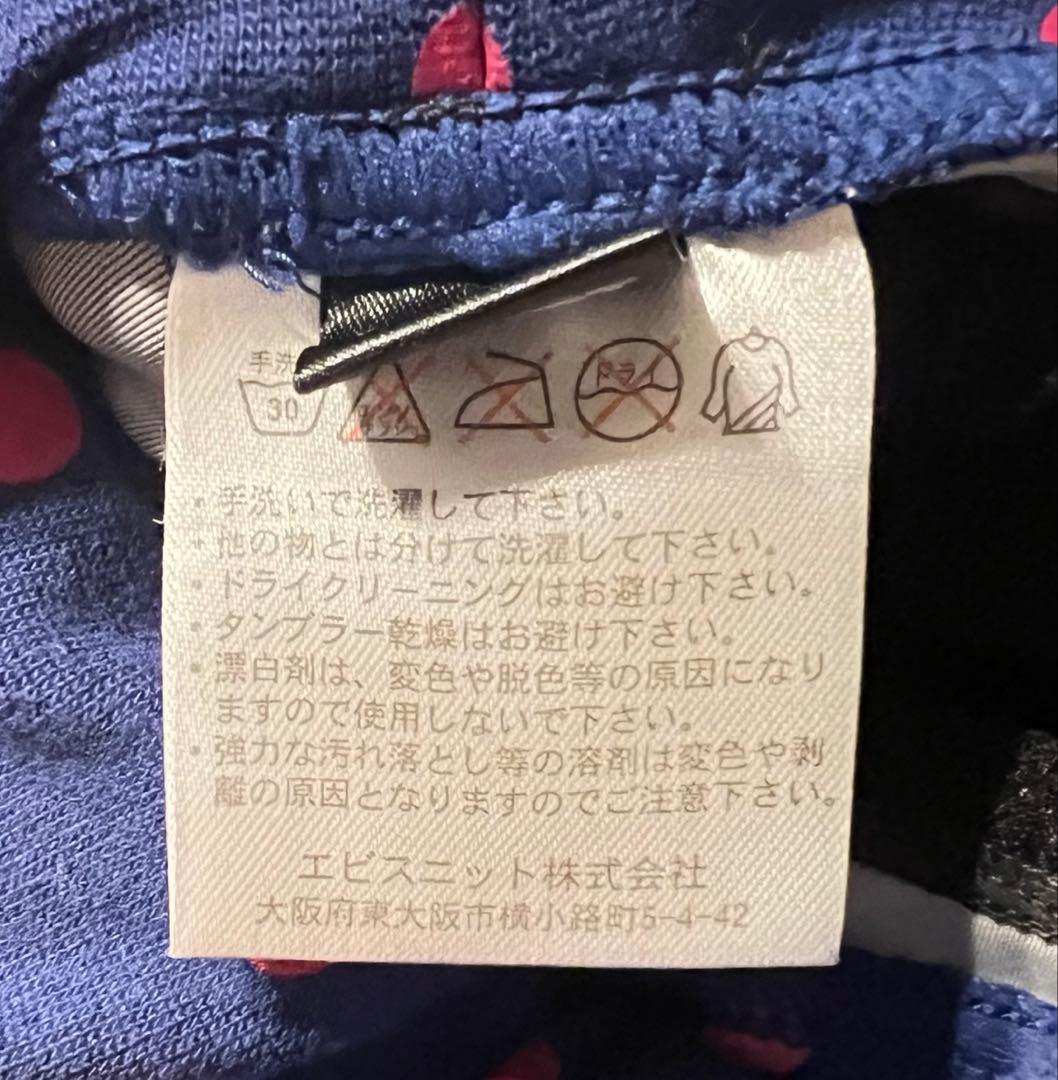 手洗
30
エンソ
ドライ
・手洗いで洗濯して下さい。
・他の物とは分けて洗濯して下さい。
・ドライクリーニングはお避け下さい。
・タンブラー乾燥はお避け下さい。
・漂白剤は、変色や脱色等の原因になり
ますので使用しないで下さい。
・強力な汚れ落とし等の溶剤は変色や剥
離の原因となりますのでご注意下さい。
エビスニット株式会社
大阪府東大阪市横小路町5-4-42